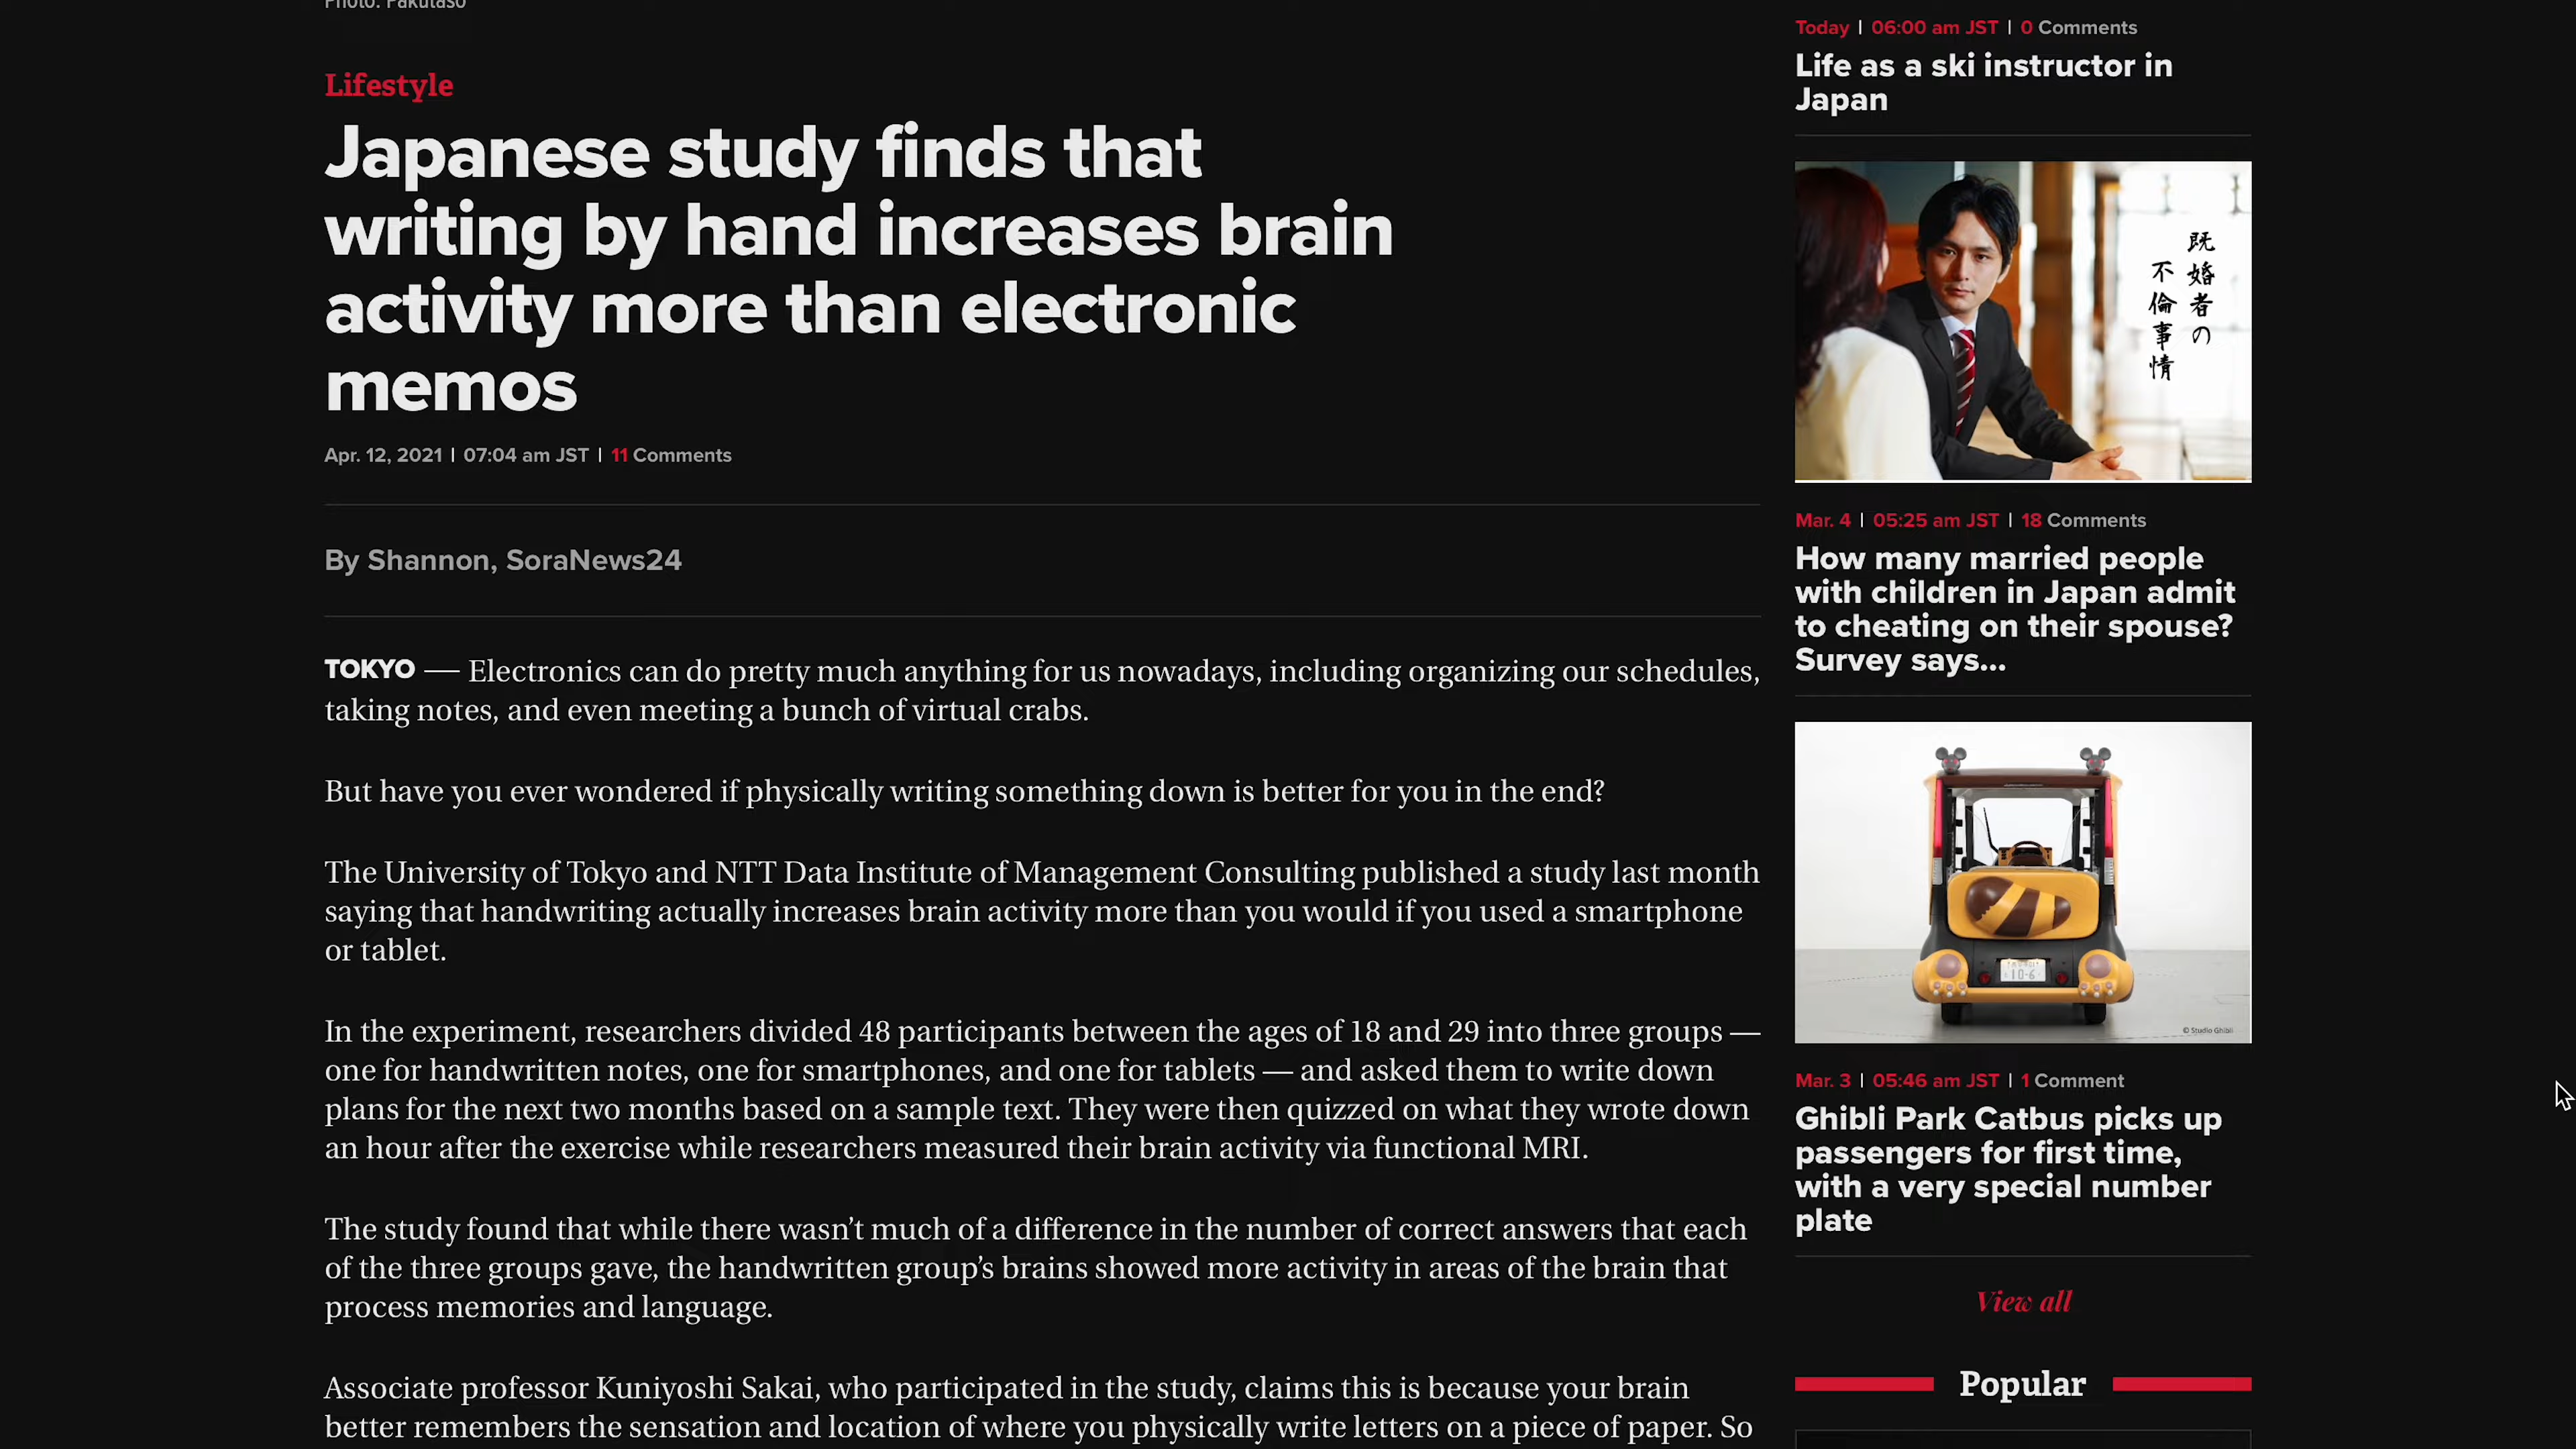 Photo: Pakutaso
Lifestyle
Japanese study finds that
writing by hand increases brain
activity more than electronic
memos
Apr. 12, 2021 | 07:04 am JST | 11 Comments
By Shannon, SoraNews24
TOKYO — Electronics can do pretty much anything for us nowadays, including organizing our schedules,
taking notes, and even meeting a bunch of virtual crabs.
But have you ever wondered if physically writing something down is better for you in the end?
The University of Tokyo and NTT Data Institute of Management Consulting published a study last month
saying that handwriting actually increases brain activity more than you would if you used a smartphone
or tablet.
In the experiment, researchers divided 48 participants between the ages of 18 and 29 into three groups —
one for handwritten notes, one for smartphones, and one for tablets — and asked them to write down
plans for the next two months based on a sample text. They were then quizzed on what they wrote down
an hour after the exercise while researchers measured their brain activity via functional MRI.
The study found that while there wasn’t much of a difference in the number of correct answers that each
of the three groups gave, the handwritten group’s brains showed more activity in areas of the brain that
process memories and language.
Associate professor Kuniyoshi Sakai, who participated in the study, claims this is because your brain
better remembers the sensation and location of where you physically write letters on a piece of paper. So
Today | 06:00 am JST | 0 Comments
Life as a ski instructor in
Japan
既婚者の
不倫事情
Mar. 4 | 05:25 am JST | 18 Comments
How many married people
with children in Japan admit
to cheating on their spouse?
Survey says...
10-6
© Studio Ghibli
Mar. 3 | 05:46 am JST | 1 Comment
Ghibli Park Catbus picks up
passengers for first time,
with a very special number
plate
View all
Popular